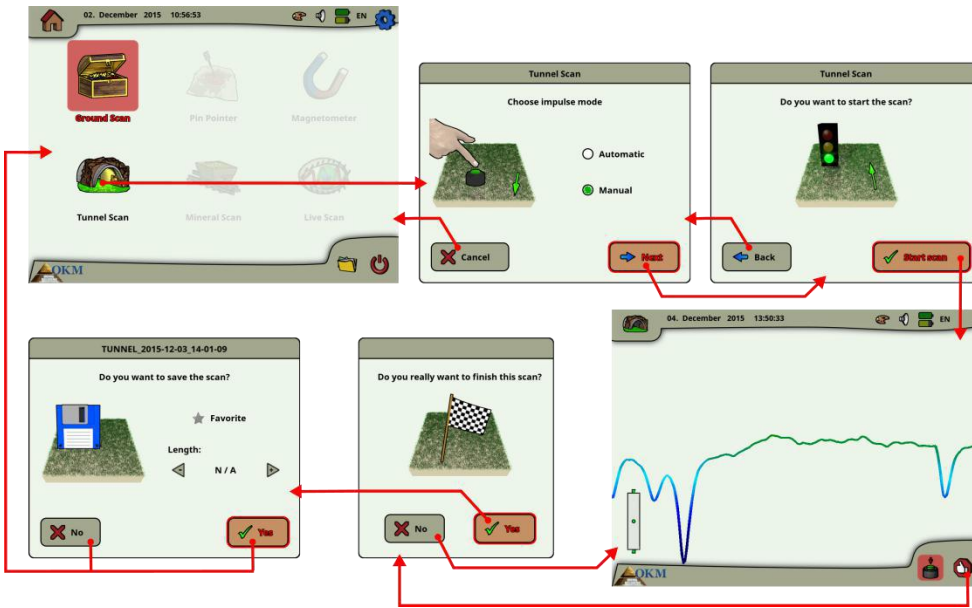 02. December 2015 10:56:53 EN
Ground Scan
Pin Pointer
Magnetometer
Tunnel Scan
Mineral Scan
Live Scan
OKM
Tunnel Scan
Choose impulse mode
Automatic
Manual
Cancel
Next
Tunnel Scan
Do you want to start the scan?
Back
Start scan
TUNNEL_2015-12-03_14-01-09
Do you want to save the scan?
Favorite
Length:
N / A
No
Yes
Do you really want to finish this scan?
No
Yes
04. December 2015 13:50:33 EN
OKM